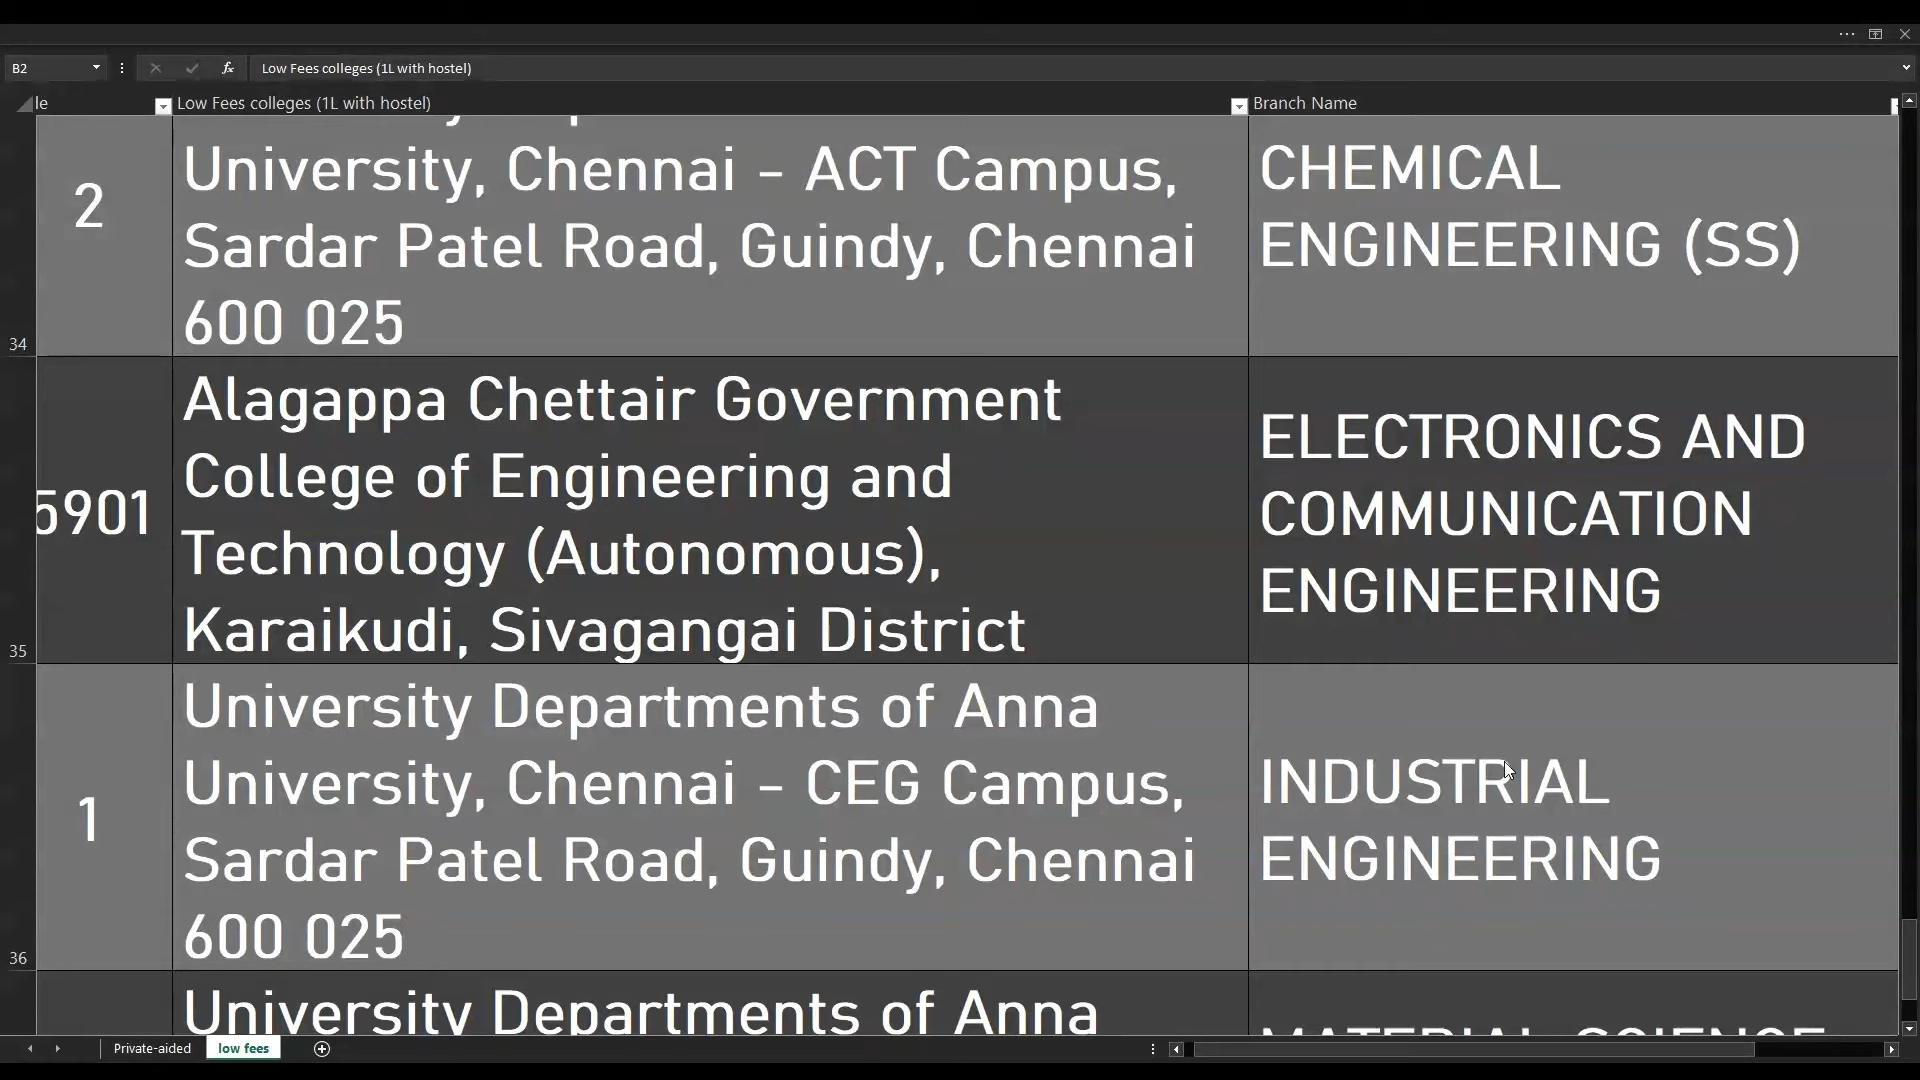 B2
fx
Low Fees colleges (1L with hostel)
le
Low Fees colleges (1L with hostel)
Branch Name
2
University, Chennai – ACT Campus,
Sardar Patel Road, Guindy, Chennai
600 025
CHEMICAL
ENGINEERING (SS)
34
5901
Alagappa Chettair Government
College of Engineering and
Technology (Autonomous),
Karaikudi, Sivagangai District
ELECTRONICS AND
COMMUNICATION
ENGINEERING
35
1
University Departments of Anna
University, Chennai – CEG Campus,
Sardar Patel Road, Guindy, Chennai
600 025
INDUSTRIAL
ENGINEERING
36
University Departments of Anna
MATERIAL SCIENCE
Private-aided
low fees